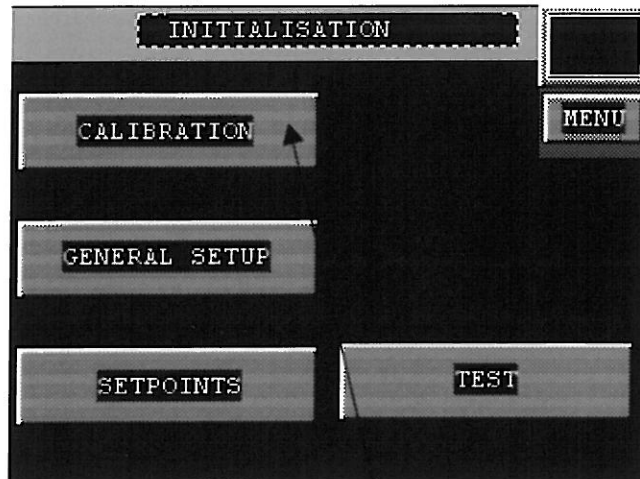 INITIALISATION
MENU
CALIBRATION
GENERAL SETUP
SETPOINTS
TEST